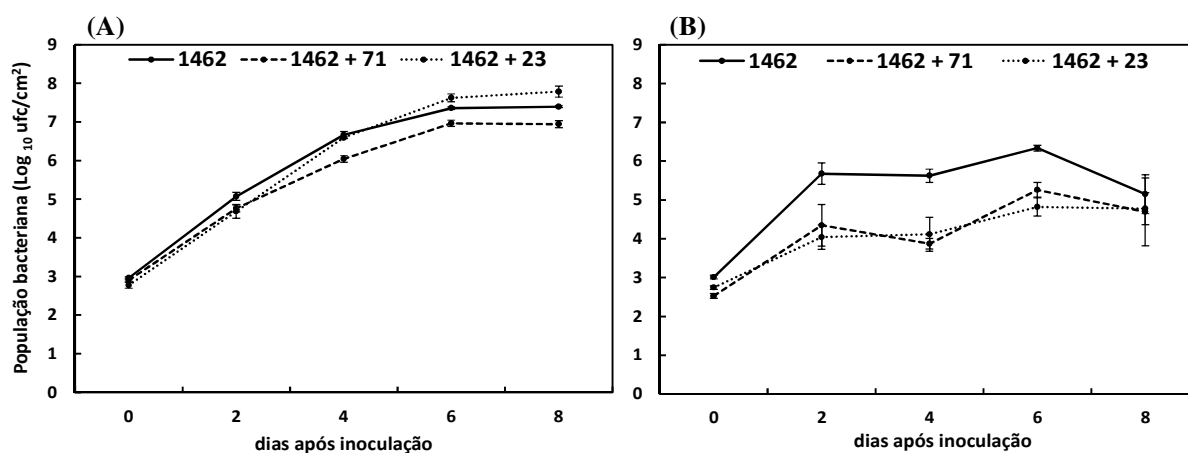 (A)
1462 1462 + 71 1462 + 23
População bacteriana (Log 10 ufc/cm²)
9
8
7
6
5
4
3
2
1
0
0 2 4 6 8
dias após inoculação
(B)
1462 1462 + 71 1462 + 23
9
8
7
6
5
4
3
2
1
0
0 2 4 6 8
dias após inoculação